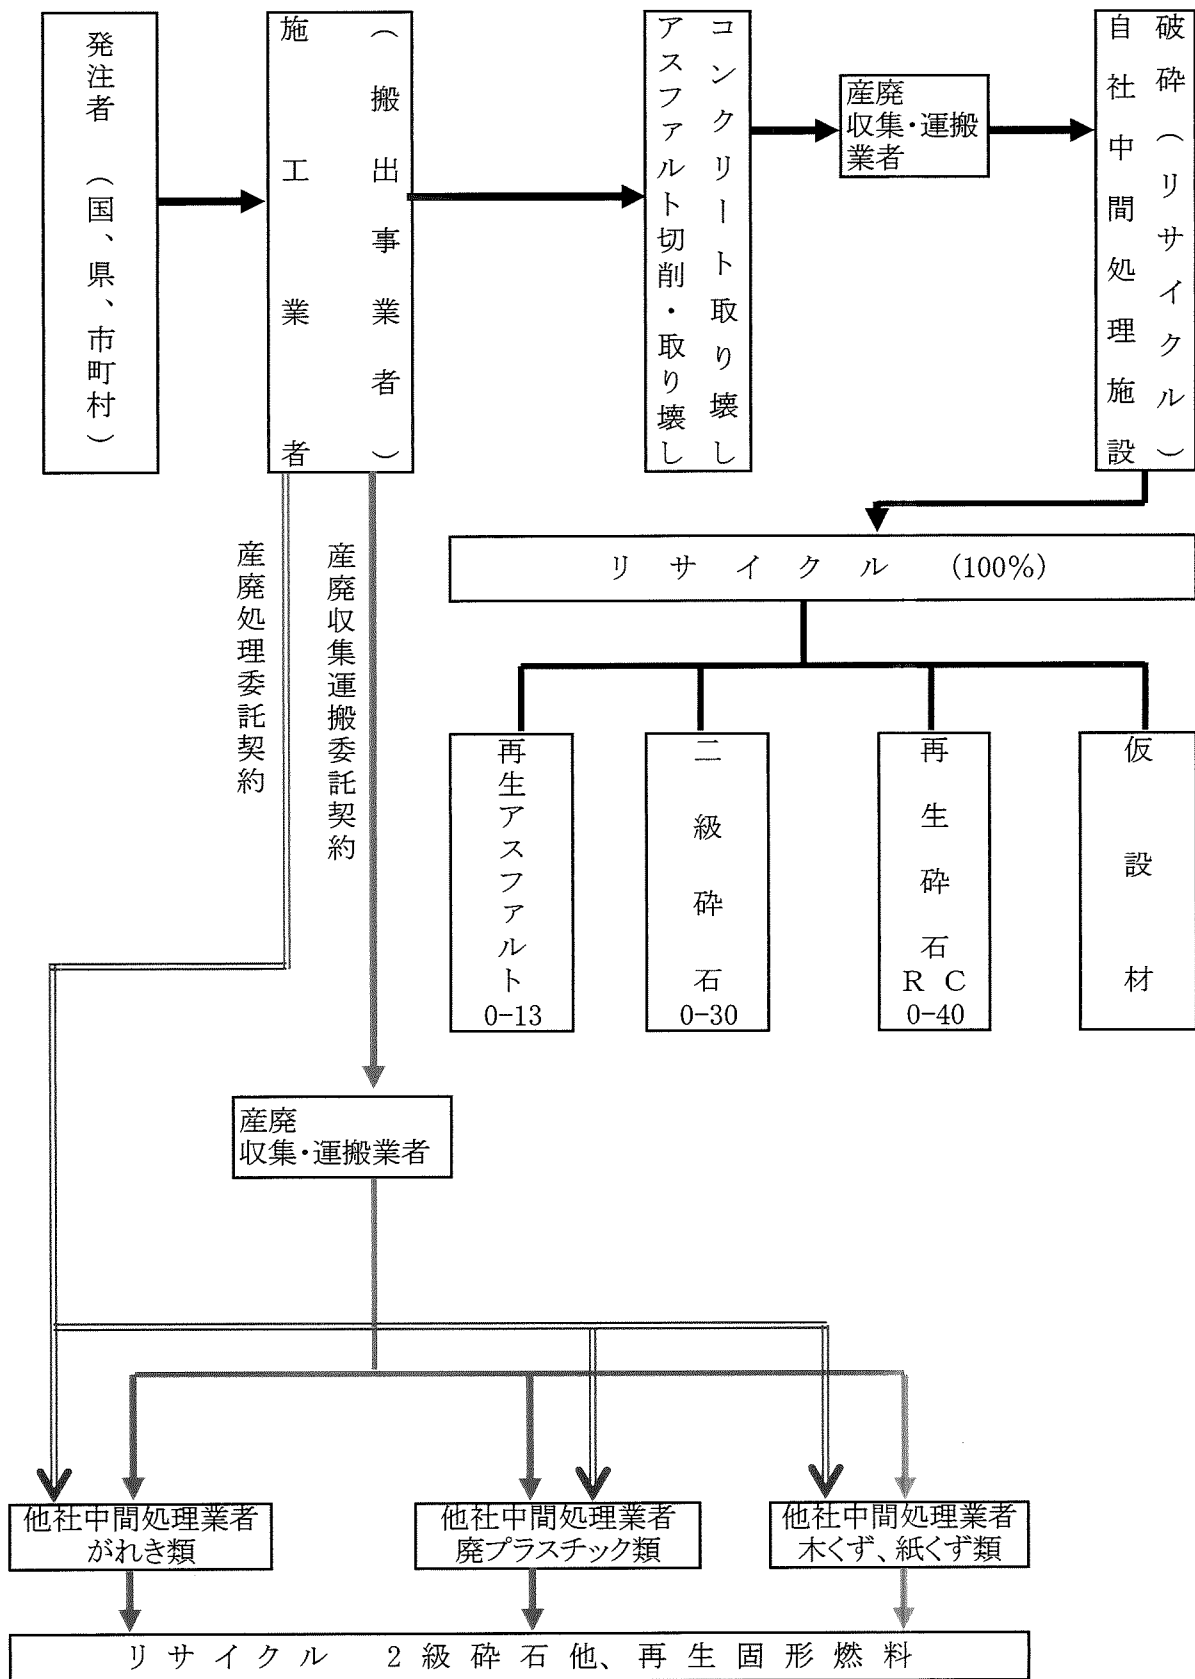 発注者 （国、県、市町村）
（搬出事業者）
施工業者
コンクリート取り壊し
アスファルト切削・取り壊し
産廃
収集・運搬
業者
破砕（リサイクル）
自社中間処理施設
産廃処理委託契約
産廃収集運搬委託契約
リサイクル (100%)
再生アスファルト
0-13
二級砕石
0-30
再生砕石
RC
0-40
仮設材
産廃
収集・運搬業者
他社中間処理業者
がれき類
他社中間処理業者
廃プラスチック類
他社中間処理業者
木くず、紙くず類
リサイクル 2級砕石他、再生固形燃料